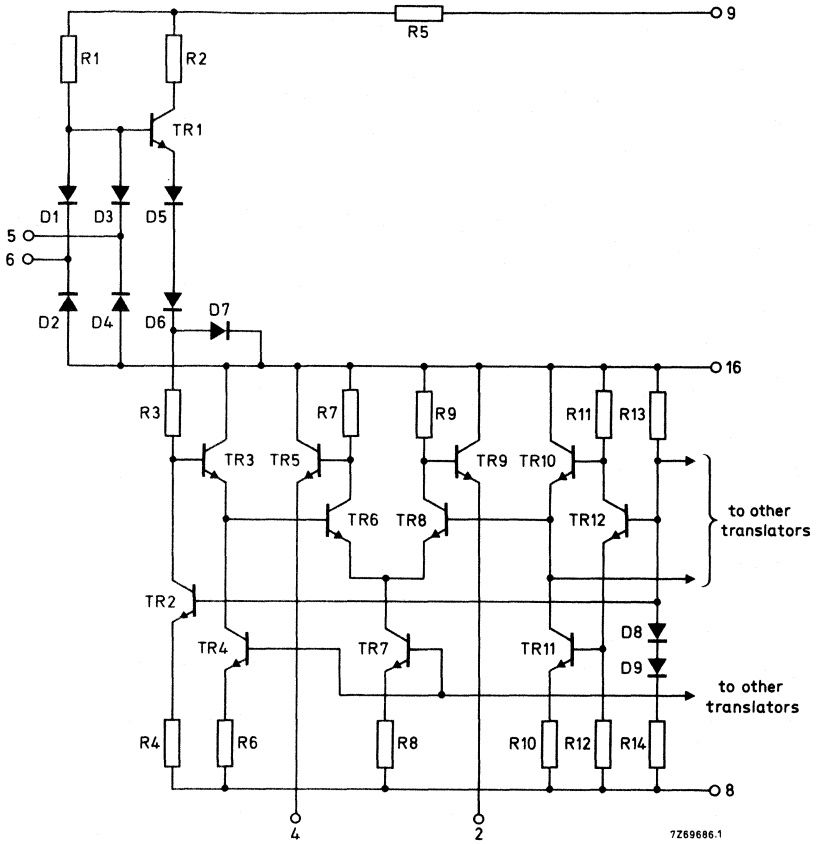 9
R5
R1
R2
TR1
D1
D3
D5
5
6
D2
D4
D6
D7
16
R3
R7
R9
R11
R13
TR3
TR5
TR9
TR10
TR6
TR8
TR12
to other
translators
TR2
D8
TR4
TR7
TR11
D9
to other
translators
R4
R6
R8
R10
R12
R14
8
4
2
7Z69686.1